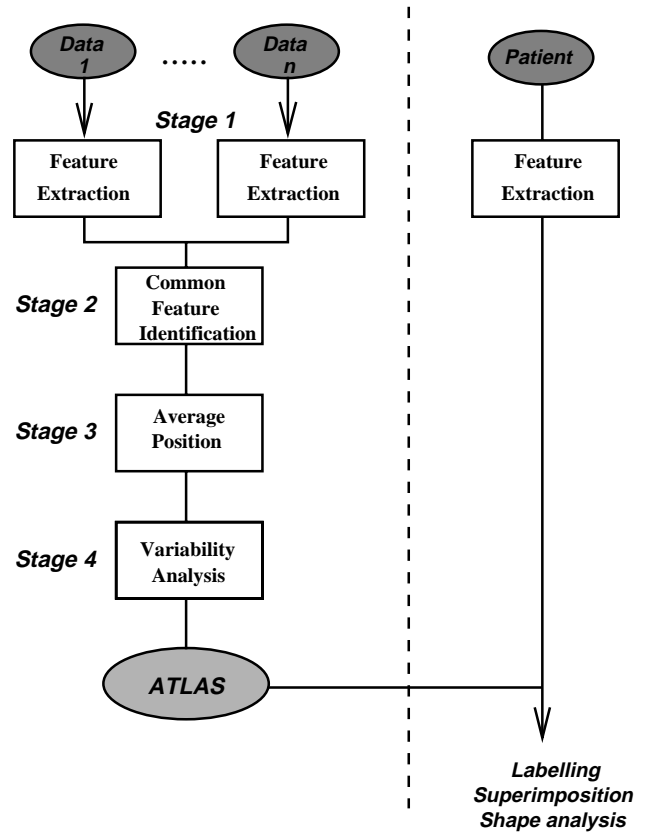 Data
1
.....
Data
n
Patient
Stage 1
Feature
Extraction
Feature
Extraction
Feature
Extraction
Stage 2
Common
Feature
Identification
Stage 3
Average
Position
Stage 4
Variability
Analysis
ATLAS
Labelling
Superimposition
Shape analysis